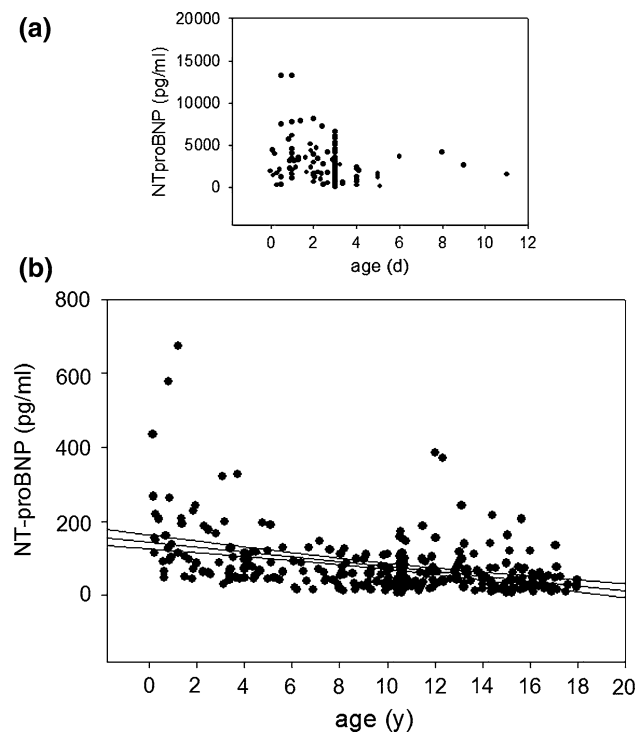 (a)
NTproBNP (pg/ml)
20000
15000
10000
5000
0
0 2 4 6 8 10 12
age (d)
(b)
NT-proBNP (pg/ml)
800
600
400
200
0
0 2 4 6 8 10 12 14 16 18 20
age (y)